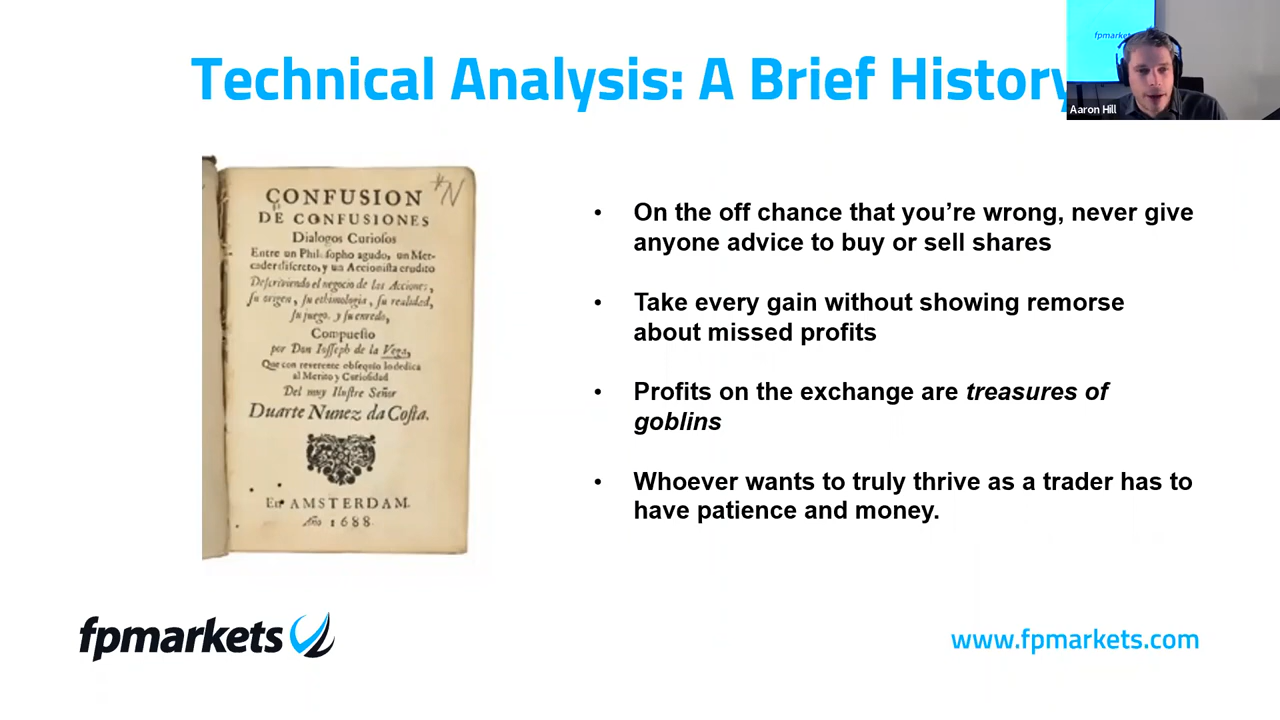 Technical Analysis: A Brief History
fpmarkets
Aaron Hill
CONFUSION
DE CONFUSIONES
Dialogos Curiosos
Entre un Philosopho agudo, un Mer-
cader discreto, y un Accionista erudito
Descriviendo el negocio de las Acciones,
su origen, su ethimologia, su realidad,
su juego, y su enredo,
Compuesto
por Don Iosseph de la Vega,
Que con reverente obsequio lo dedica
al Merito y Curiosidad
Del muy Ilustre Señor
Duarte Nunez da Costa.
En AMSTERDAM.
Año 1688
• On the off chance that you’re wrong, never give
anyone advice to buy or sell shares
• Take every gain without showing remorse
about missed profits
• Profits on the exchange are treasures of
goblins
• Whoever wants to truly thrive as a trader has to
have patience and money.
fpmarkets
www.fpmarkets.com